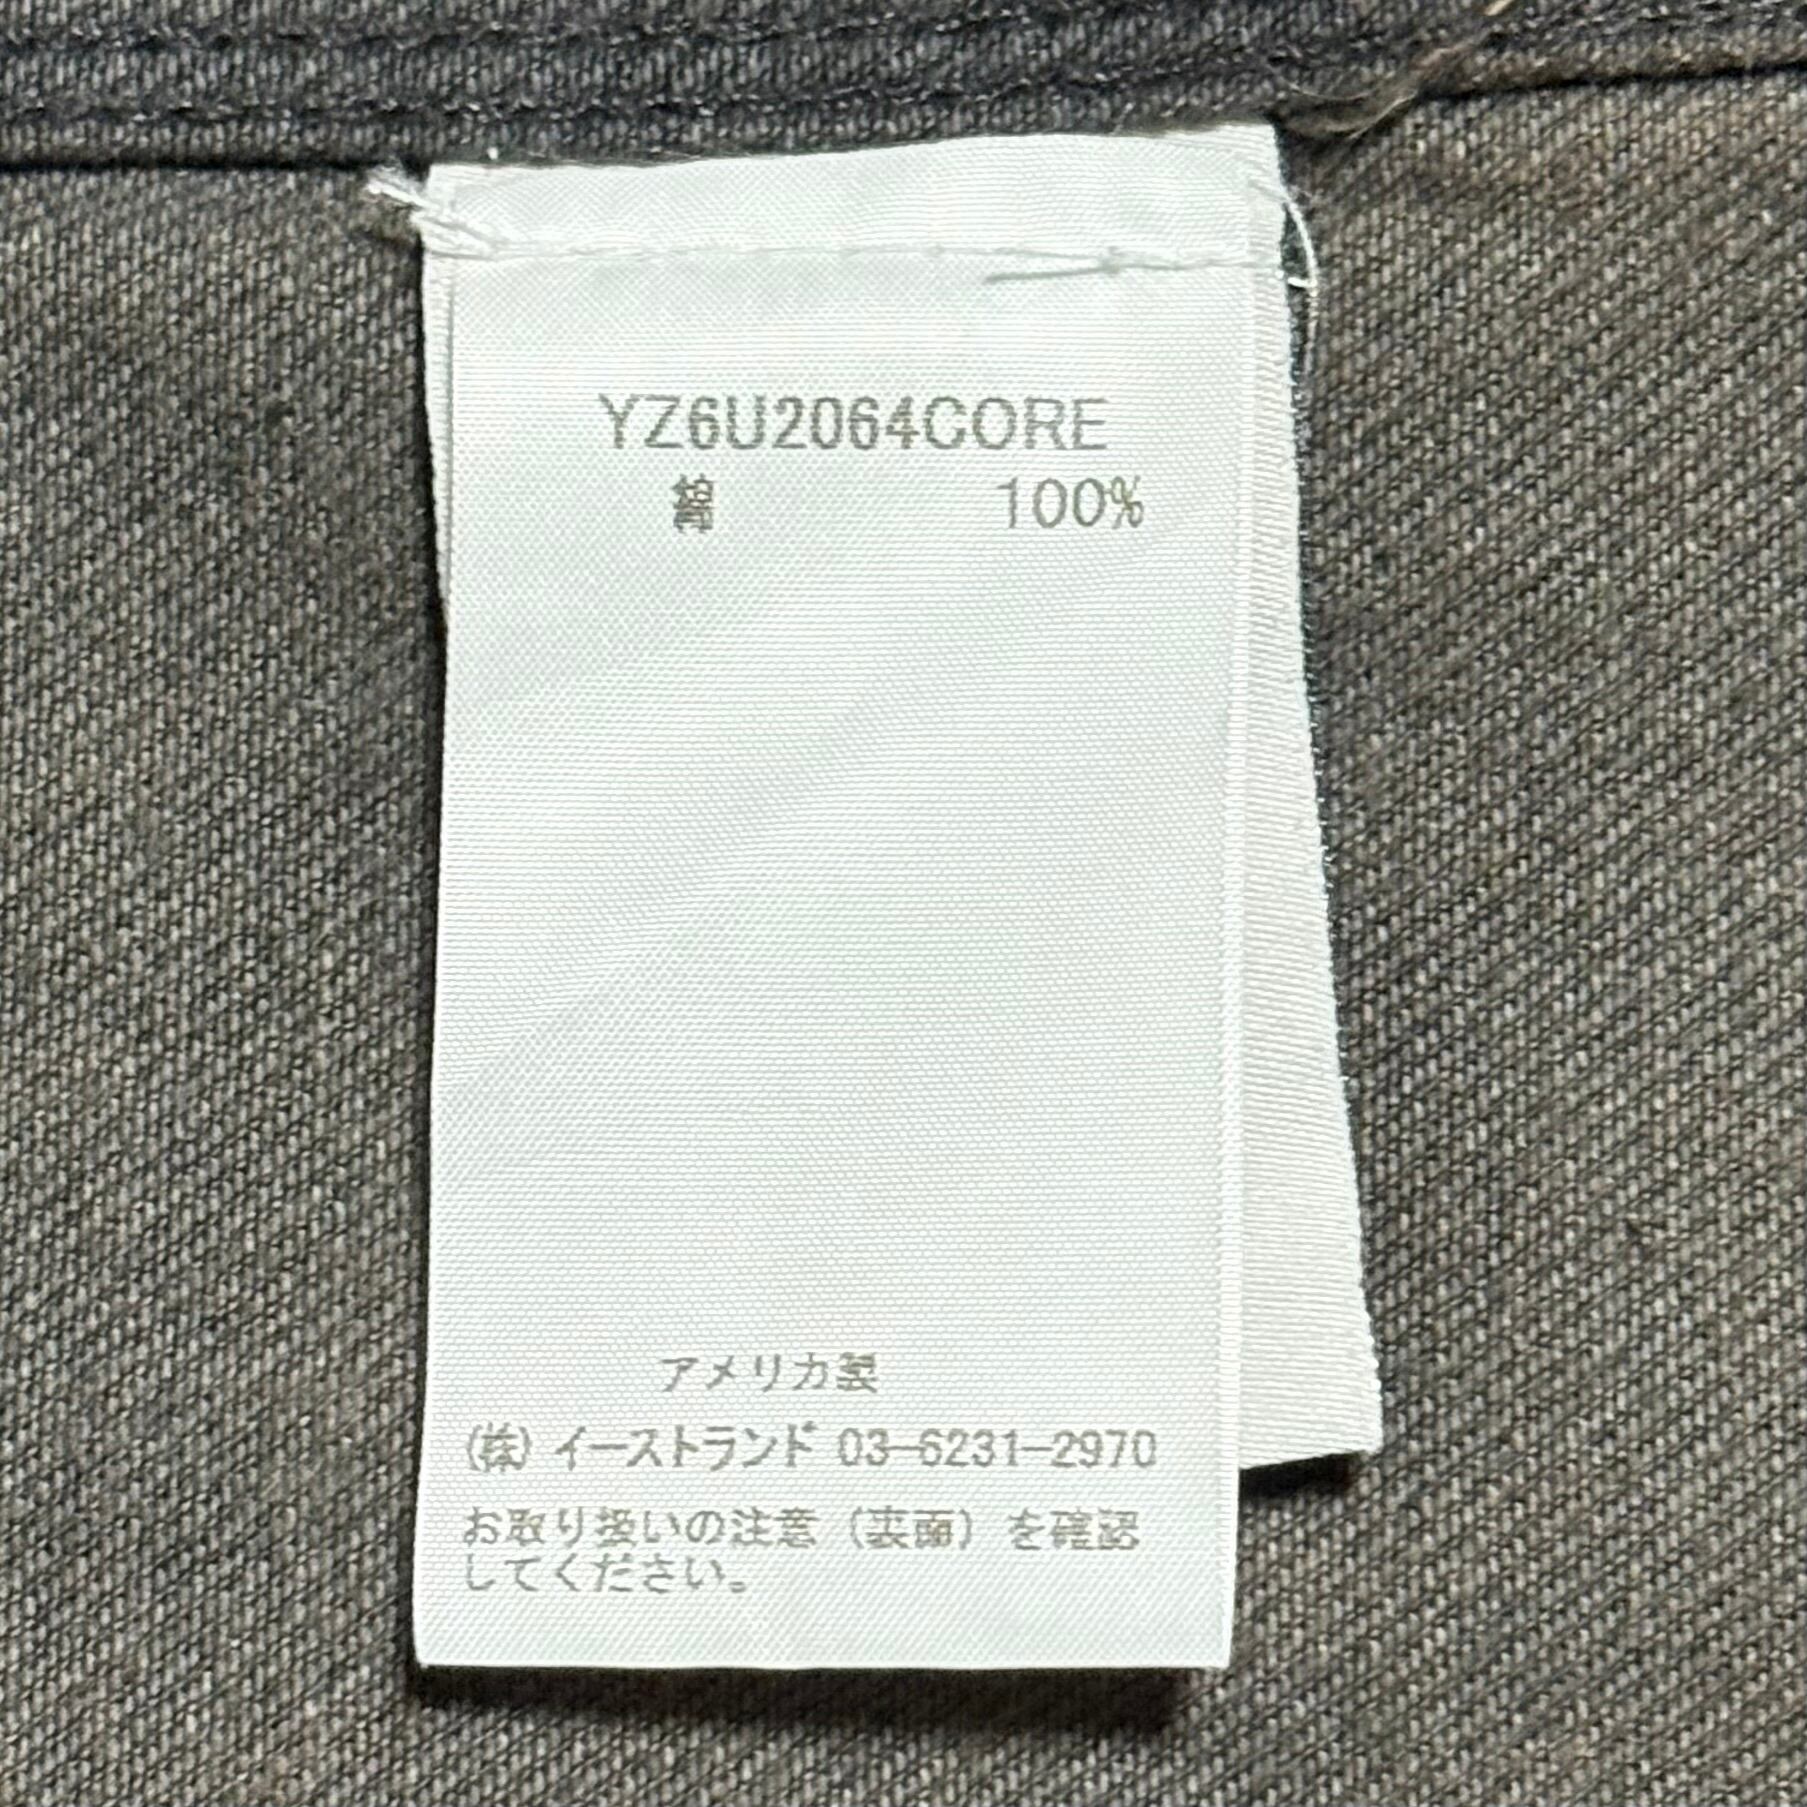 YZ6U2064CORE
綿 100%
アメリカ製
(株) イーストランド 03-6231-2970
お取り扱いの注意（裏面）を確認
してください。